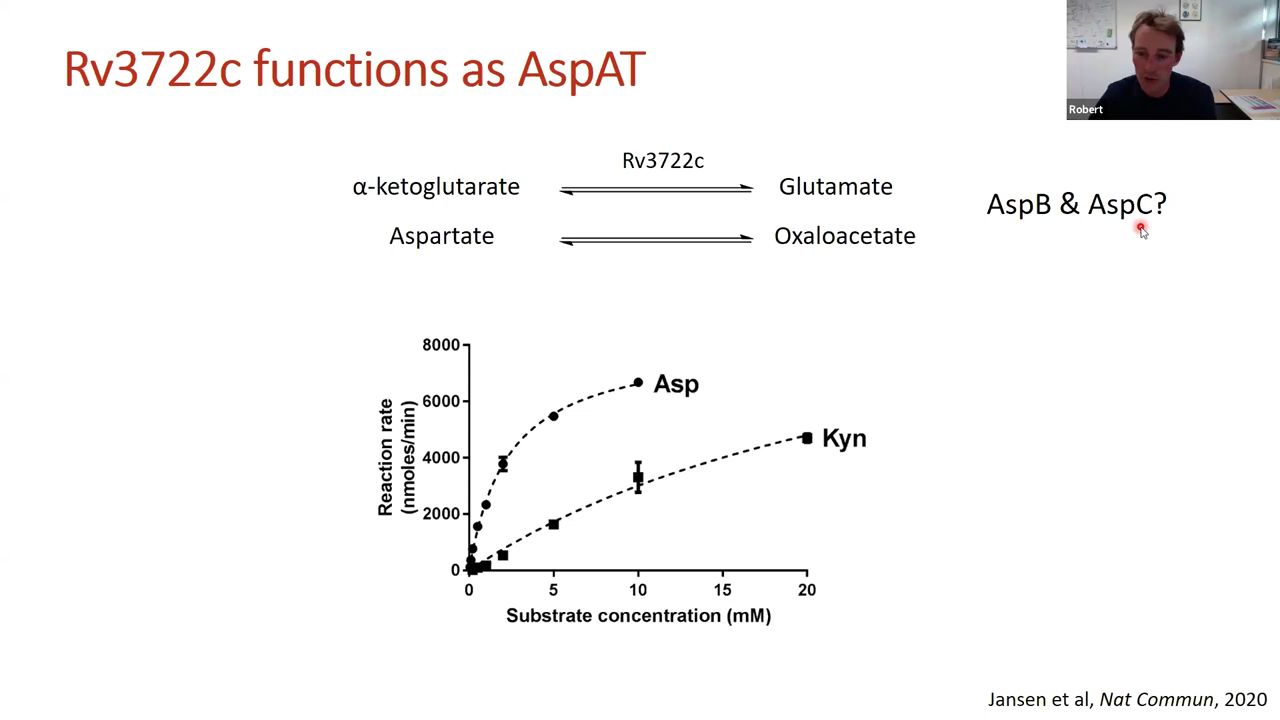 Rv3722c functions as AspAT
Robert
Rv3722c
α-ketoglutarate Glutamate
AspB & AspC?
Aspartate Oxaloacetate
8000
6000
4000
2000
0
Reaction rate
(nmoles/min)
Asp
Kyn
0 5 10 15 20
Substrate concentration (mM)
Jansen et al, Nat Commun, 2020